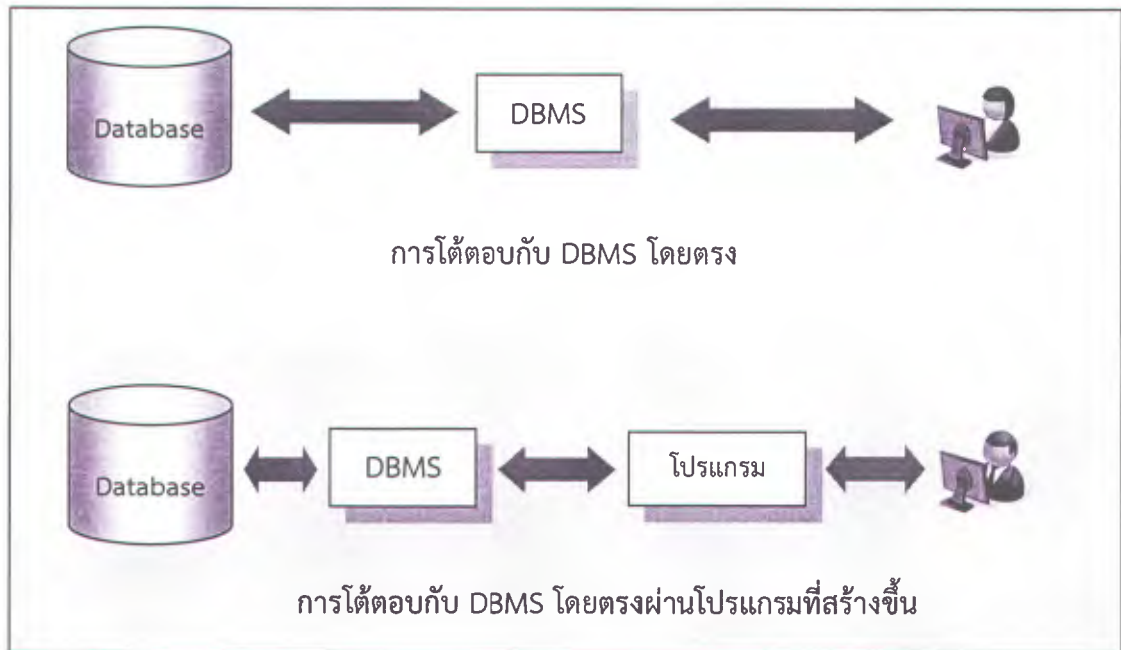 Database
DBMS
การโต้ตอบกับ DBMS โดยตรง
Database
DBMS
โปรแกรม
การโต้ตอบกับ DBMS โดยตรงผ่านโปรแกรมที่สร้างขึ้น